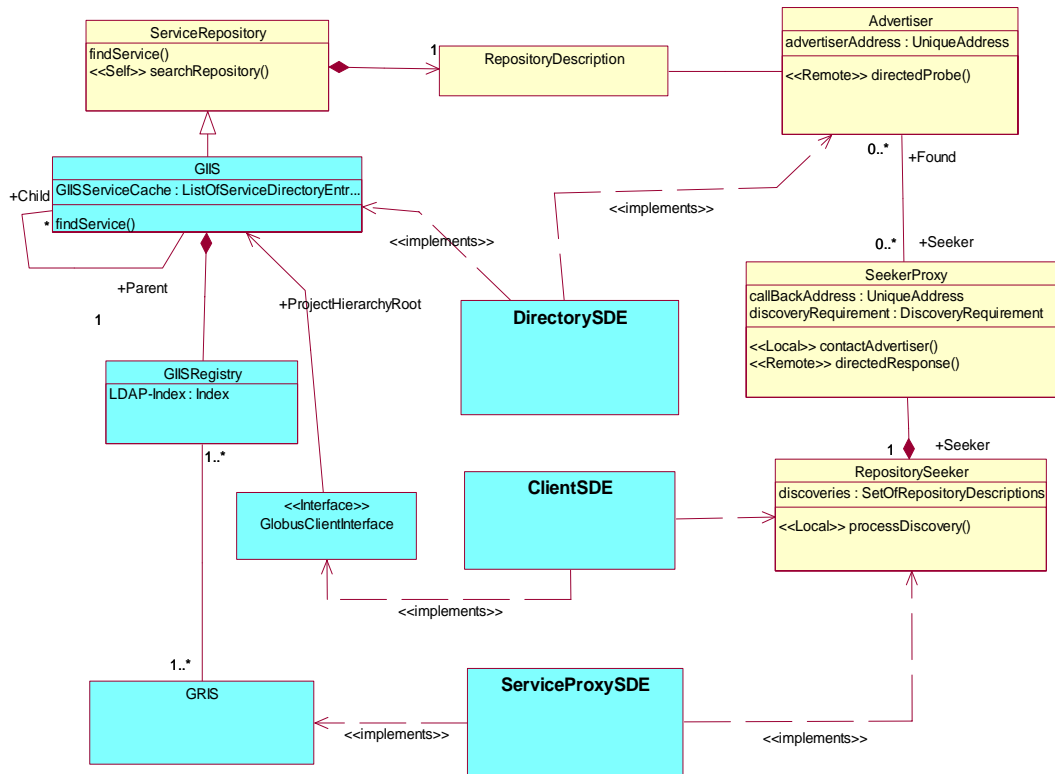 ServiceRepository
findService()
<<Self>> searchRepository()
1
RepositoryDescription
Advertiser
advertiserAddress : UniqueAddress
<<Remote>> directedProbe()
0..*
+Found
GIIS
GIISServiceCache : ListOfServiceDirectoryEntr...
findService()
+Child
*
+Parent
<<implements>>
<<implements>>
0..*
+Seeker
SeekerProxy
callBackAddress : UniqueAddress
discoveryRequirement : DiscoveryRequirement
<<Local>> contactAdvertiser()
<<Remote>> directedResponse()
+ProjectHierarchyRoot
DirectorySDE
1
GIISRegistry
LDAP-Index : Index
1..*
1
+Seeker
RepositorySeeker
discoveries : SetOfRepositoryDescriptions
<<Local>> processDiscovery()
<<Interface>>
GlobusClientInterface
ClientSDE
<<implements>>
1..*
GRIS
ServiceProxySDE
<<implements>>
<<implements>>